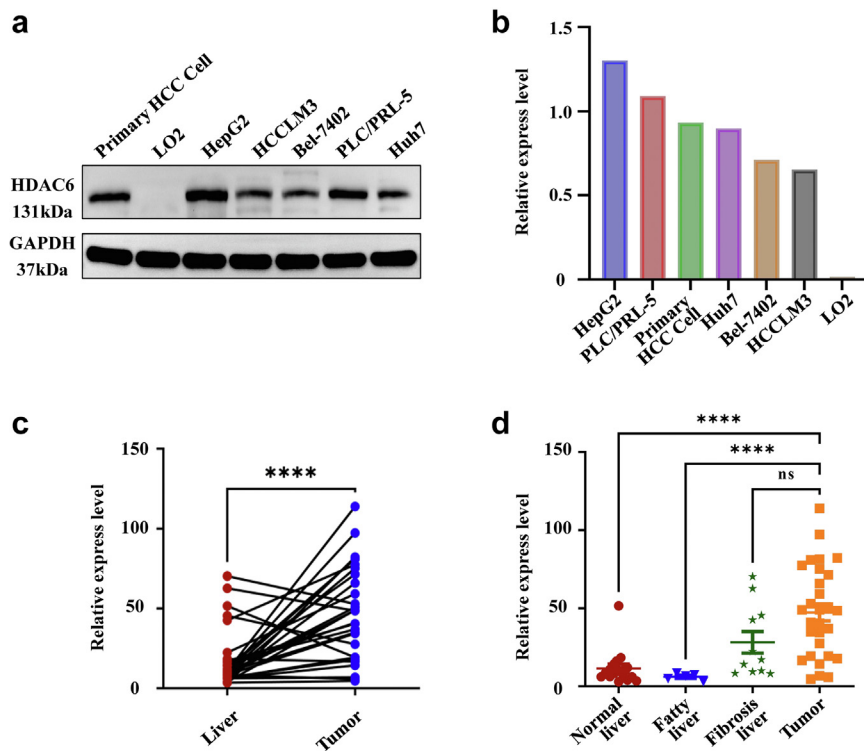 a
Primary HCC Cell
LO2
HepG2
HCCLM3
Bel-7402
PLC/PRL-5
Huh7
HDAC6
131kDa
GAPDH
37kDa
b
Relative express level
1.5
1.0
0.5
0
HepG2
PLC/PRL-5
Primary
HCC Cell
Huh7
Bel-7402
HCCLM3
LO2
c
Relative express level
150
100
50
0
****
Liver
Tumor
d
Relative express level
150
100
50
0
****
****
ns
Normal
liver
Fatty
liver
Fibrosis
liver
Tumor